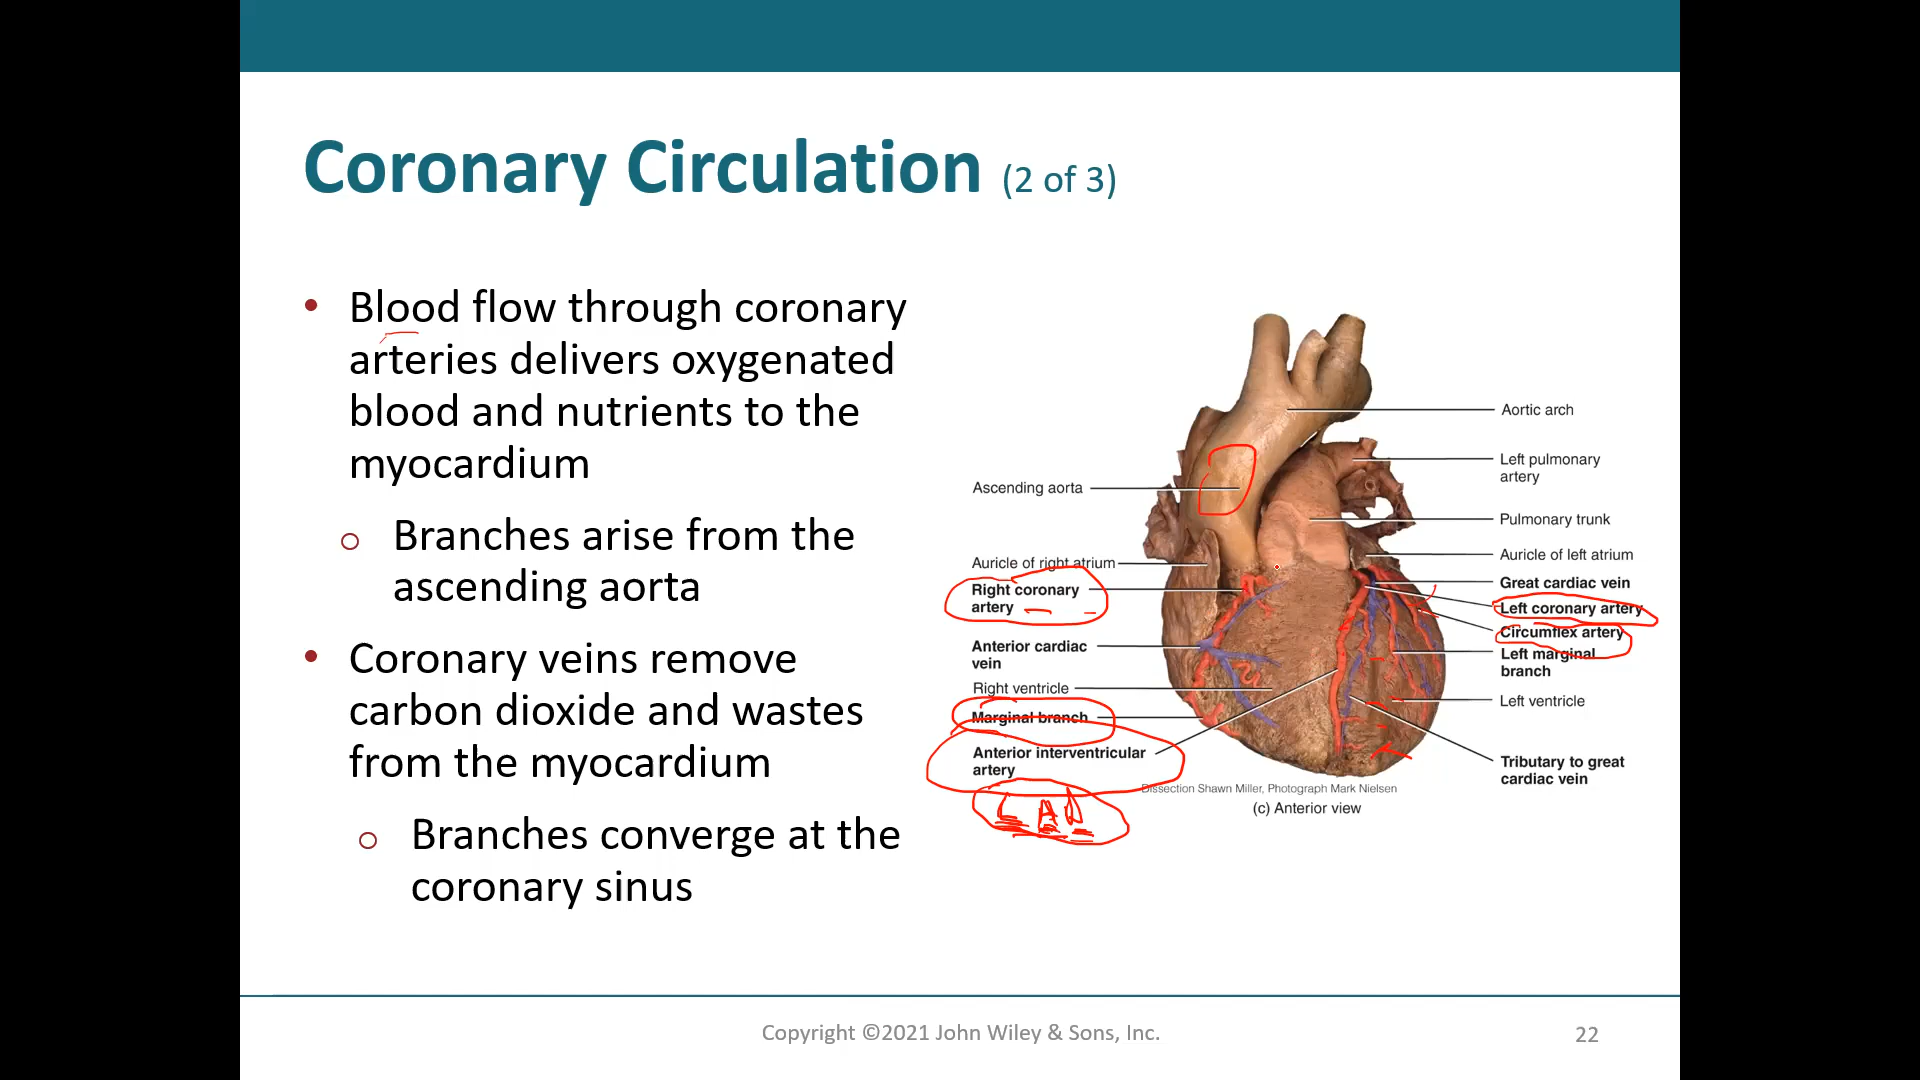 Coronary Circulation (2 of 3)
• Blood flow through coronary
arteries delivers oxygenated
blood and nutrients to the
myocardium
o Branches arise from the
ascending aorta
• Coronary veins remove
carbon dioxide and wastes
from the myocardium
o Branches converge at the
coronary sinus
Ascending aorta
Auricle of right atrium
Right coronary
artery
Anterior cardiac
vein
Right ventricle
Marginal branch
Anterior interventricular
artery
LAD
Aortic arch
Left pulmonary
artery
Pulmonary trunk
Auricle of left atrium
Great cardiac vein
Left coronary artery
Circumflex artery
Left marginal
branch
Left ventricle
Tributary to great
cardiac vein
Dissection Shawn Miller, Photograph Mark Nielsen
(c) Anterior view
Copyright ©2021 John Wiley & Sons, Inc.
22